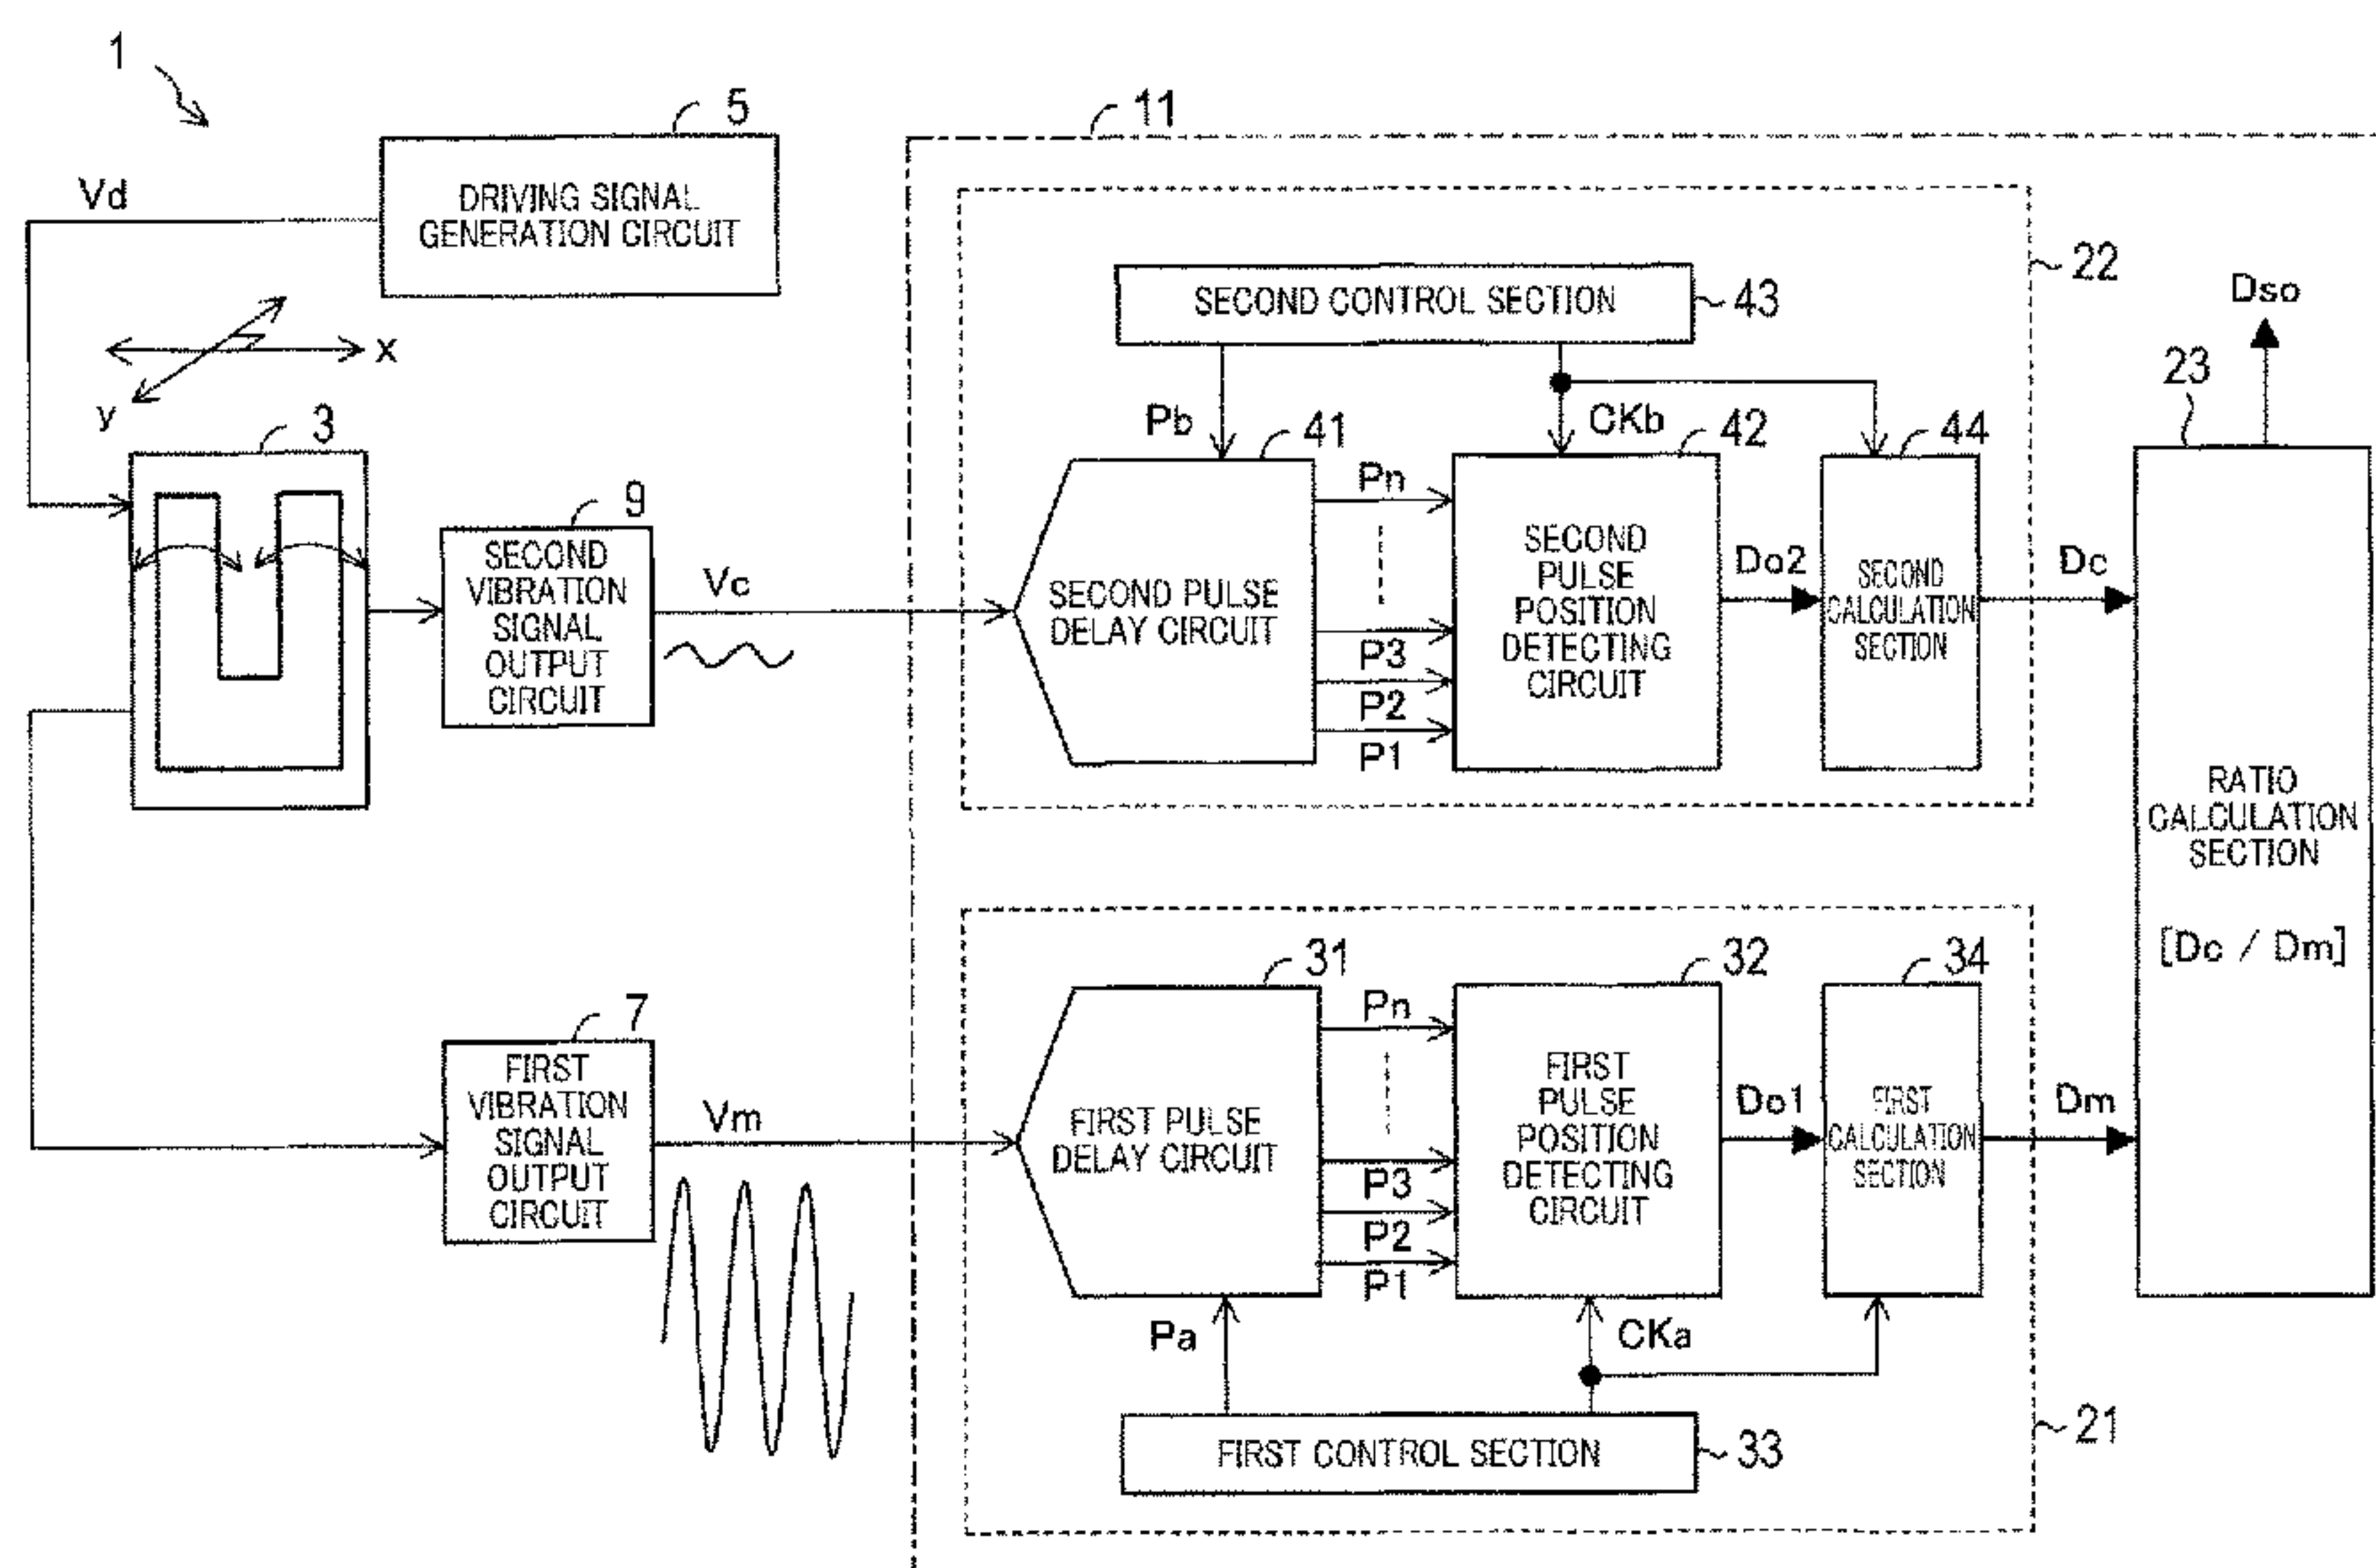 1
5
11
Vd
DRIVING SIGNAL
GENERATION CIRCUIT
22
SECOND CONTROL SECTION
43
Dso
x
y
23
3
Pb
41
CKb
42
44
Pn
9
SECOND
VIBRATION
SIGNAL
OUTPUT
CIRCUIT
Vc
SECOND PULSE
DELAY CIRCUIT
P3
P2
P1
SECOND
PULSE
POSITION
DETECTING
CIRCUIT
Do2
SECOND
CALCULATION
SECTION
Dc
RATIO
CALCULATION
SECTION
[Dc / Dm]
31
32
34
Pn
7
FIRST
VIBRATION
SIGNAL
OUTPUT
CIRCUIT
Vm
FIRST PULSE
DELAY CIRCUIT
P3
P2
P1
FIRST
PULSE
POSITION
DETECTING
CIRCUIT
Do1
FIRST
CALCULATION
SECTION
Dm
Pa
CKa
FIRST CONTROL SECTION
33
21